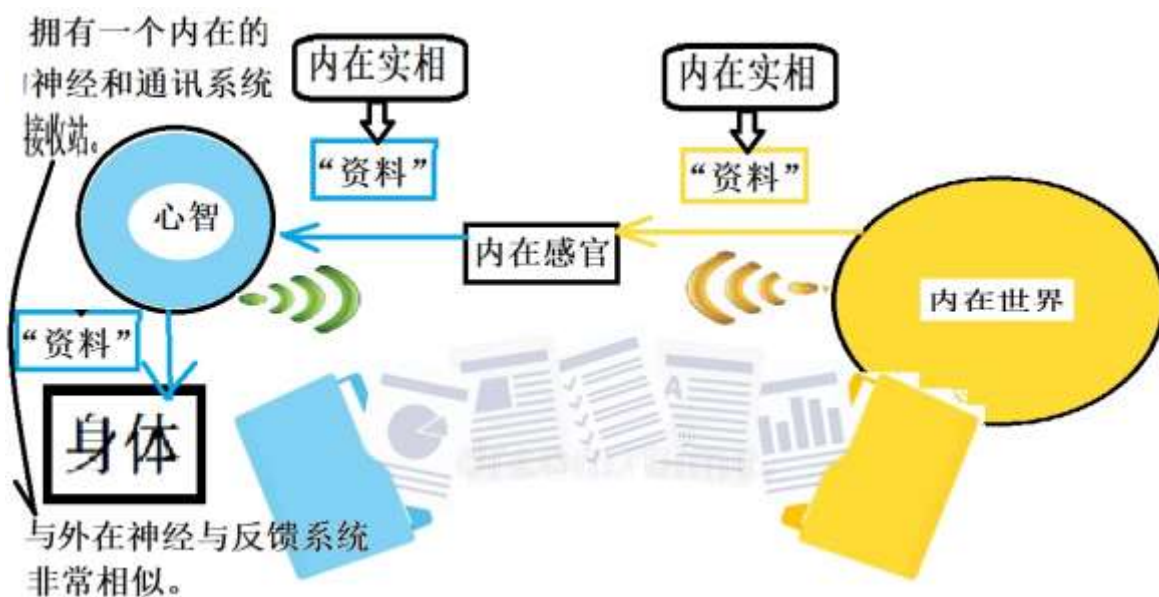 拥有一个内在的
神经和通讯系统
接收站。
内在实相
内在实相
“资料”
“资料”
心智
内在感官
内在世界
“资料”
身体
与外在神经与反馈系统
非常相似。
A